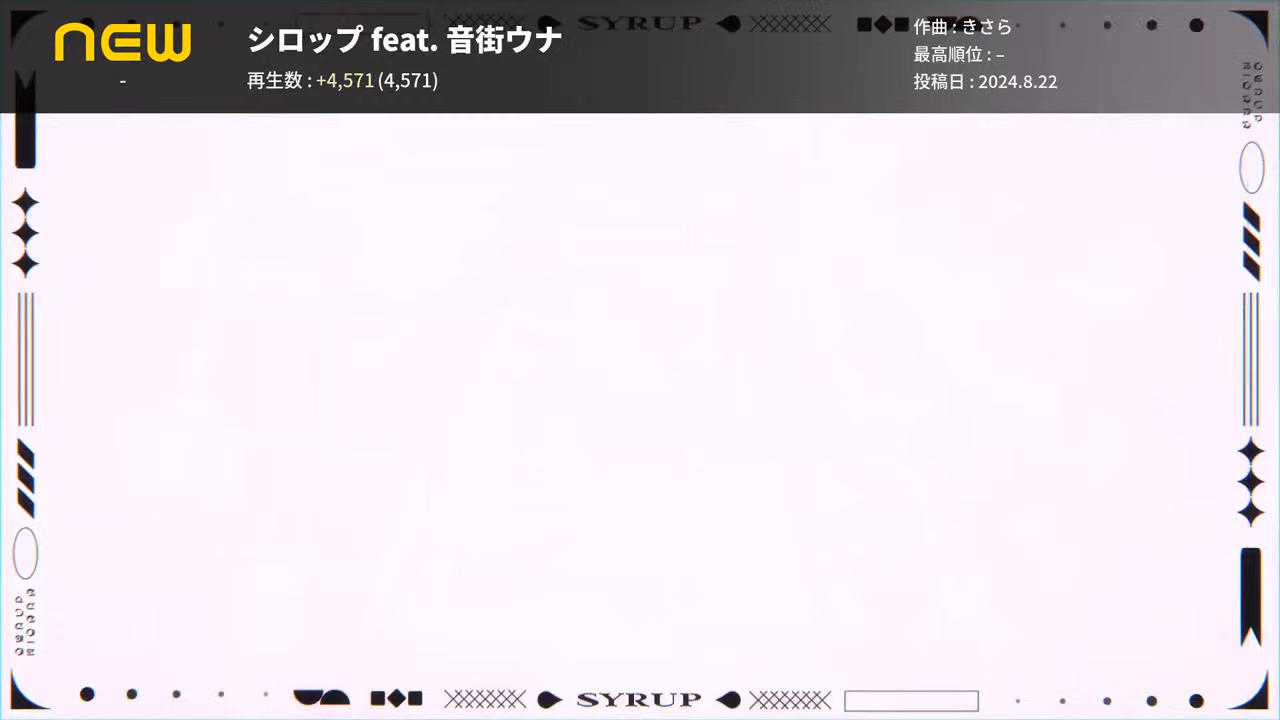 SYRUP
NEW
シロップ feat. 音街ウナ
-
再生数 : +4,571 (4,571)
作曲 : きさら
最高順位 : –
投稿日 : 2024.8.22
SYRUP